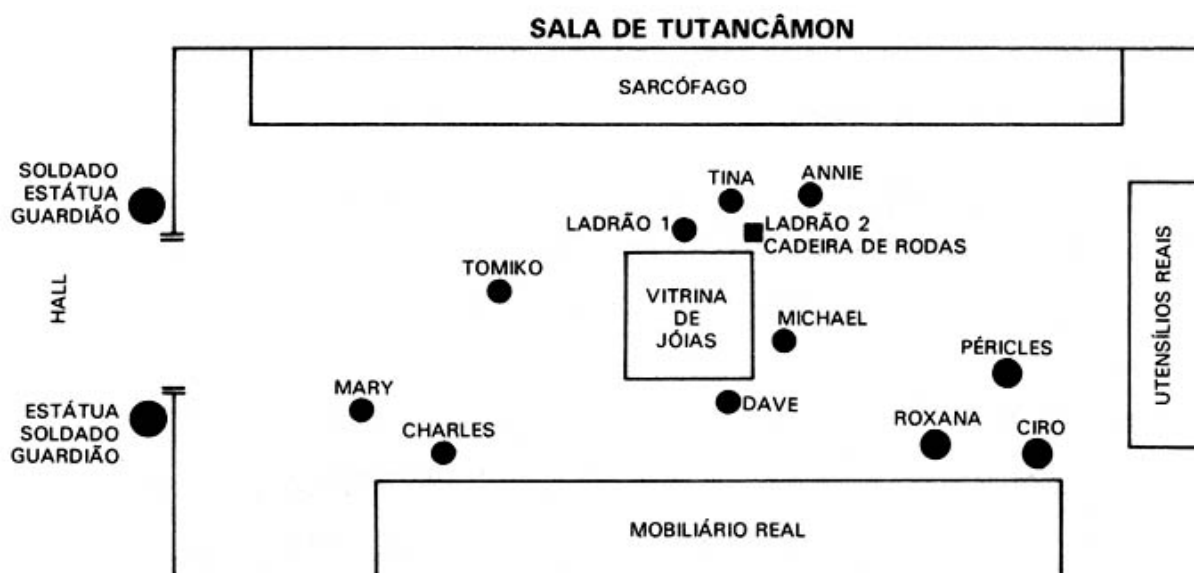 SALA DE TUTANCÂMON
SARCÓFAGO
SOLDADO
ESTÁTUA
GUARDIÃO
TINA
ANNIE
LADRÃO 1
LADRÃO 2
CADEIRA DE RODAS
TOMIKO
HALL
VITRINA
DE
JÓIAS
MICHAEL
PÉRICLES
UTENSÍLIOS REAIS
MARY
DAVE
ESTÁTUA
SOLDADO
GUARDIÃO
CHARLES
ROXANA
CIRO
MOBILIÁRIO REAL